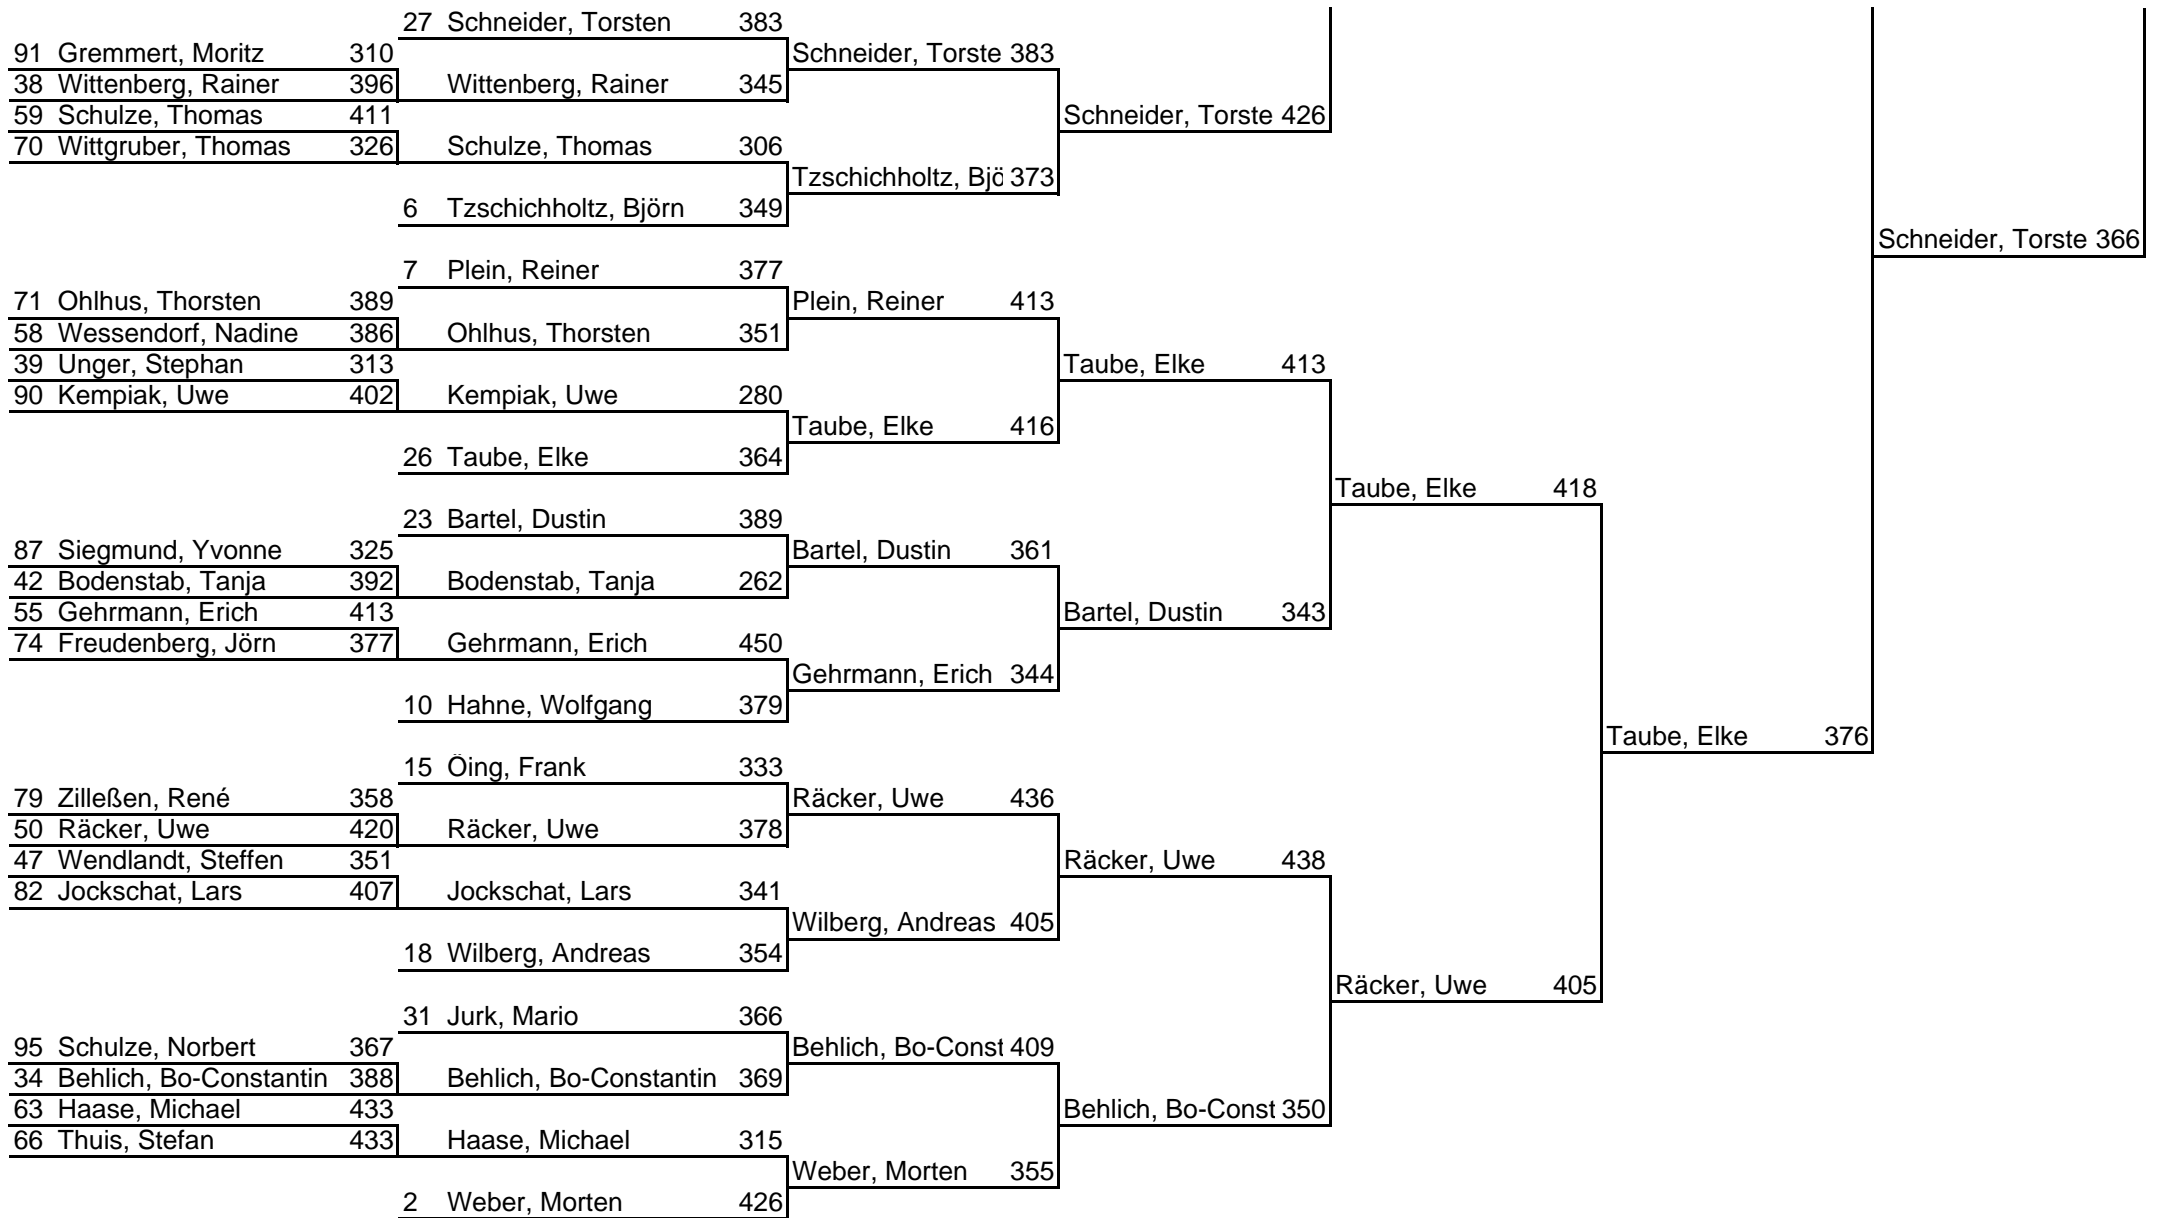 27 Schneider, Torsten 383
91 Gremmert, Moritz 310 Schneider, Torste 383
38 Wittenberg, Rainer 396 Wittenberg, Rainer 345
59 Schulze, Thomas 411 Schneider, Torste 426
70 Wittgruber, Thomas 326 Schulze, Thomas 306
Tzschichholtz, Bjö 373
6 Tzschichholtz, Björn 349
Schneider, Torste 366
7 Plein, Reiner 377
71 Ohlhus, Thorsten 389 Plein, Reiner 413
58 Wessendorf, Nadine 386 Ohlhus, Thorsten 351
39 Unger, Stephan 313 Taube, Elke 413
90 Kempiak, Uwe 402 Kempiak, Uwe 280
Taube, Elke 416
26 Taube, Elke 364
Taube, Elke 418
23 Bartel, Dustin 389
87 Siegmund, Yvonne 325 Bartel, Dustin 361
42 Bodenstab, Tanja 392 Bodenstab, Tanja 262
55 Gehrmann, Erich 413 Bartel, Dustin 343
74 Freudenberg, Jörn 377 Gehrmann, Erich 450
Gehrmann, Erich 344
10 Hahne, Wolfgang 379
Taube, Elke 376
15 Öing, Frank 333
79 Zilleßen, René 358 Räcker, Uwe 436
50 Räcker, Uwe 420 Räcker, Uwe 378
47 Wendlandt, Steffen 351 Räcker, Uwe 438
82 Jockschat, Lars 407 Jockschat, Lars 341
Wilberg, Andreas 405
18 Wilberg, Andreas 354
Räcker, Uwe 405
31 Jurk, Mario 366
95 Schulze, Norbert 367 Behlich, Bo-Const 409
34 Behlich, Bo-Constantin 388 Behlich, Bo-Constantin 369
63 Haase, Michael 433 Behlich, Bo-Const 350
66 Thuis, Stefan 433 Haase, Michael 315
Weber, Morten 355
2 Weber, Morten 426